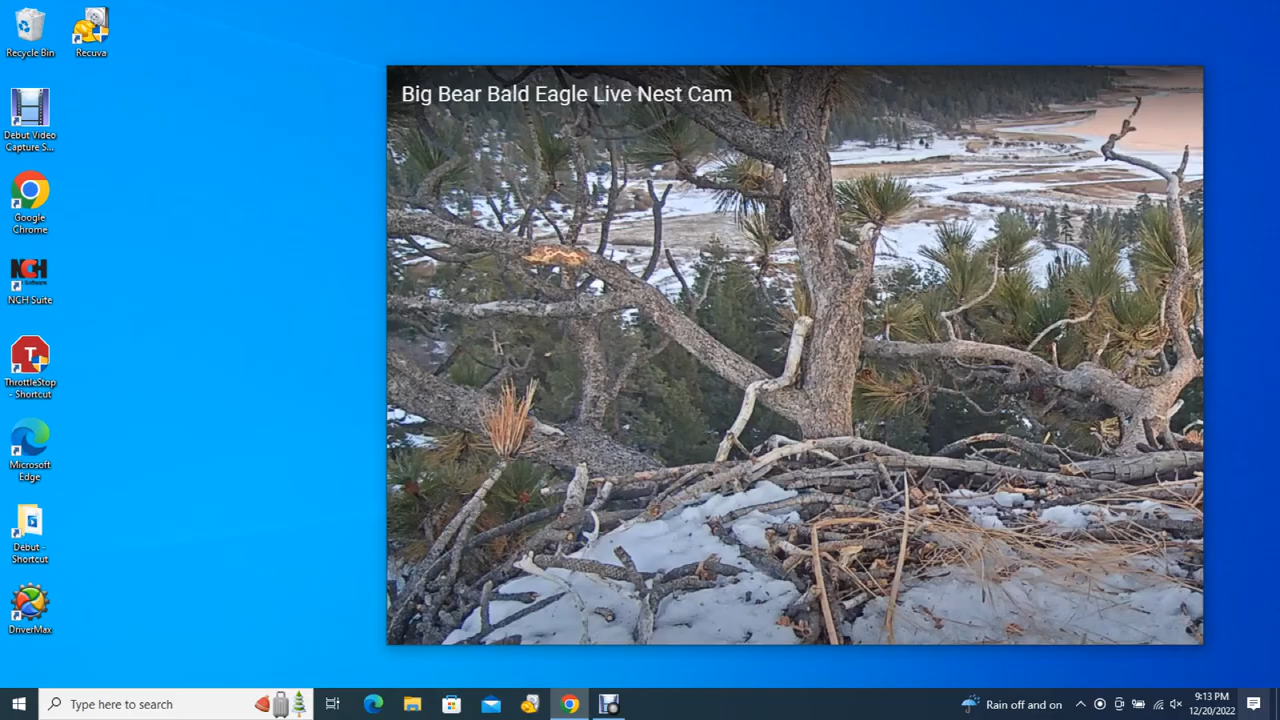 Recycle Bin
Recuva
Debut Video
Capture S...
Google
Chrome
NCH
NCH Suite
T
ThrottleStop
- Shortcut
Microsoft
Edge
Debut -
Shortcut
DriverMax
Big Bear Bald Eagle Live Nest Cam
Type here to search
Rain off and on
9:13 PM
12/20/2022